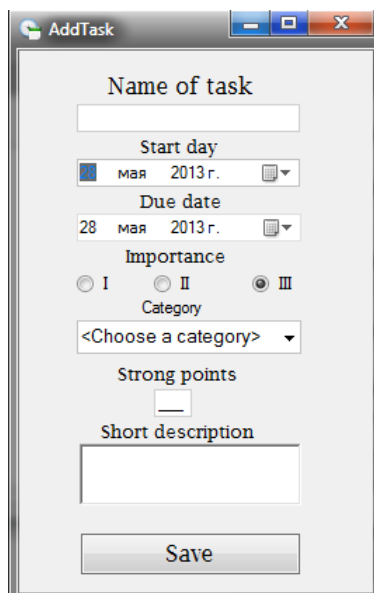 AddTask
Name of task
Start day
28 мая 2013 г.
Due date
28 мая 2013 г.
Importance
I II III
Category
<Choose a category>
Strong points
__
Short description
Save